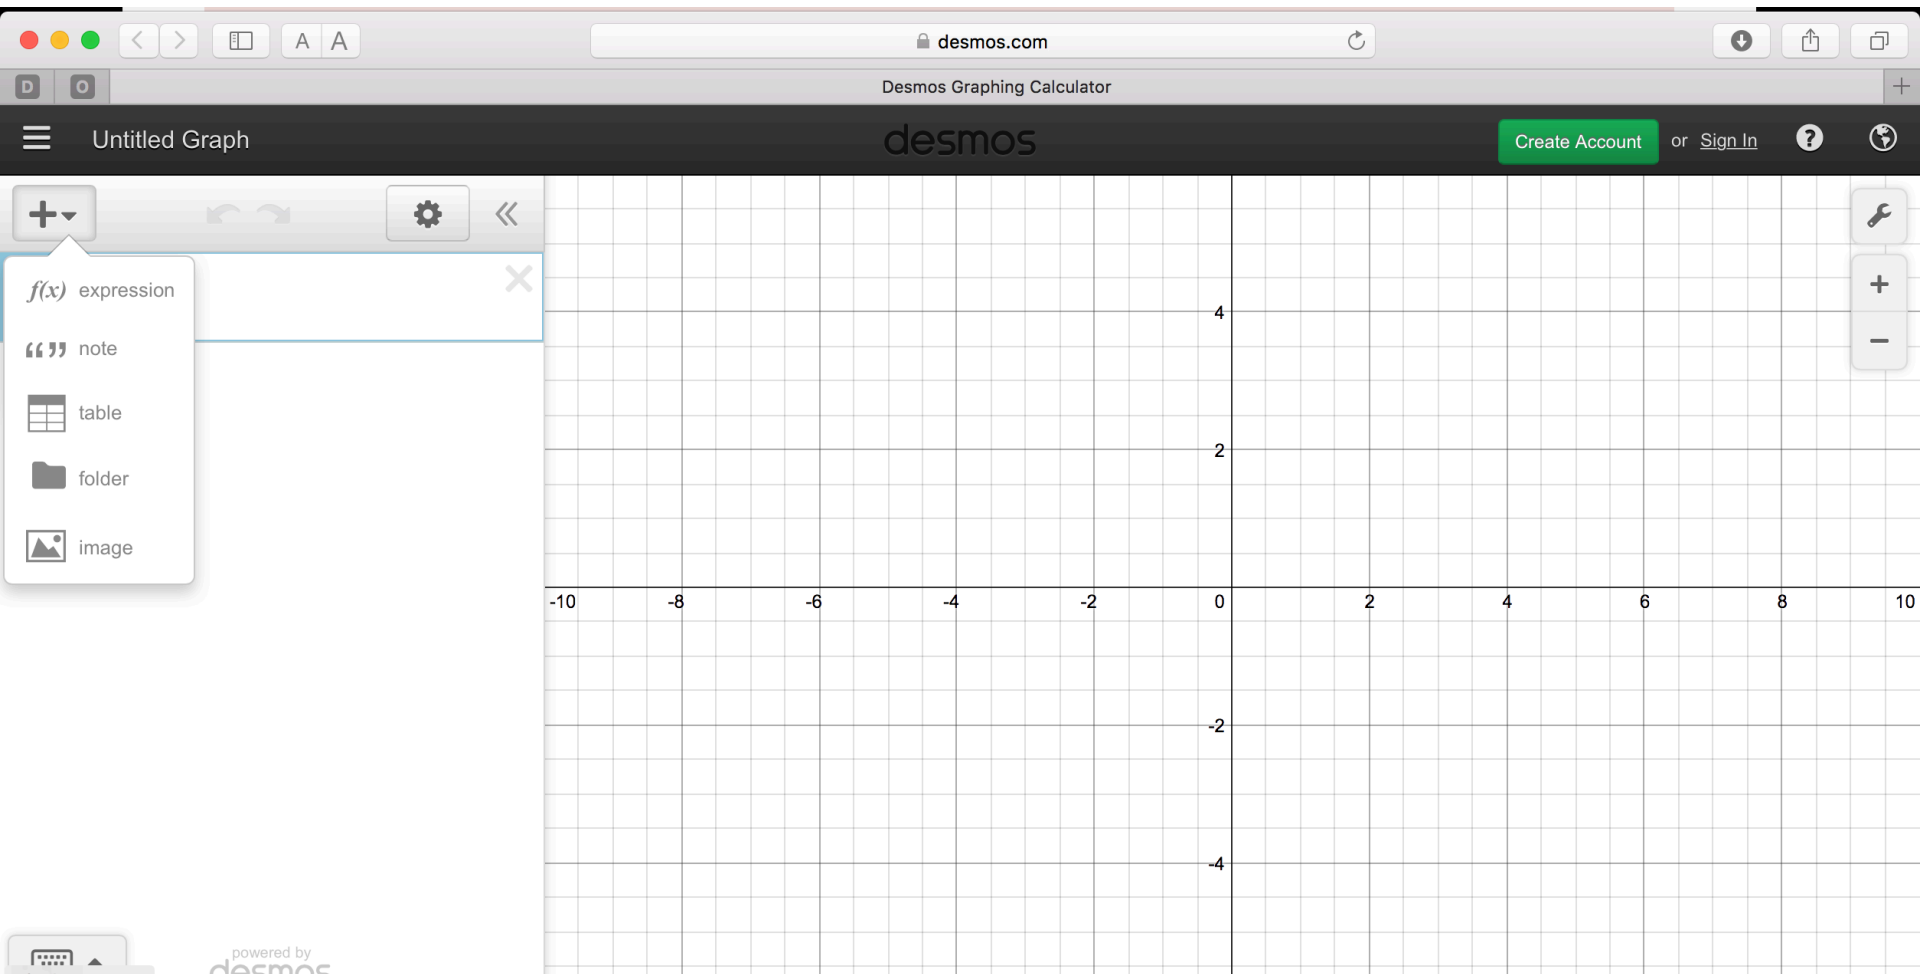 A A
desmos.com
D O
Desmos Graphing Calculator
Untitled Graph
desmos
Create Account or Sign In ?
f(x) expression
“” note
table
folder
image
4
2
-10 -8 -6 -4 -2 0 2 4 6 8 10
-2
-4
powered by
desmos